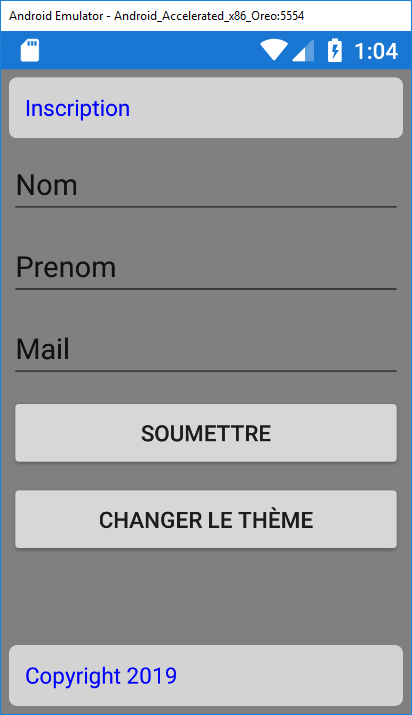 Android Emulator - Android_Accelerated_x86_Oreo:5554
1:04
Inscription
Nom
Prenom
Mail
SOUMETTRE
CHANGER LE THÈME
Copyright 2019